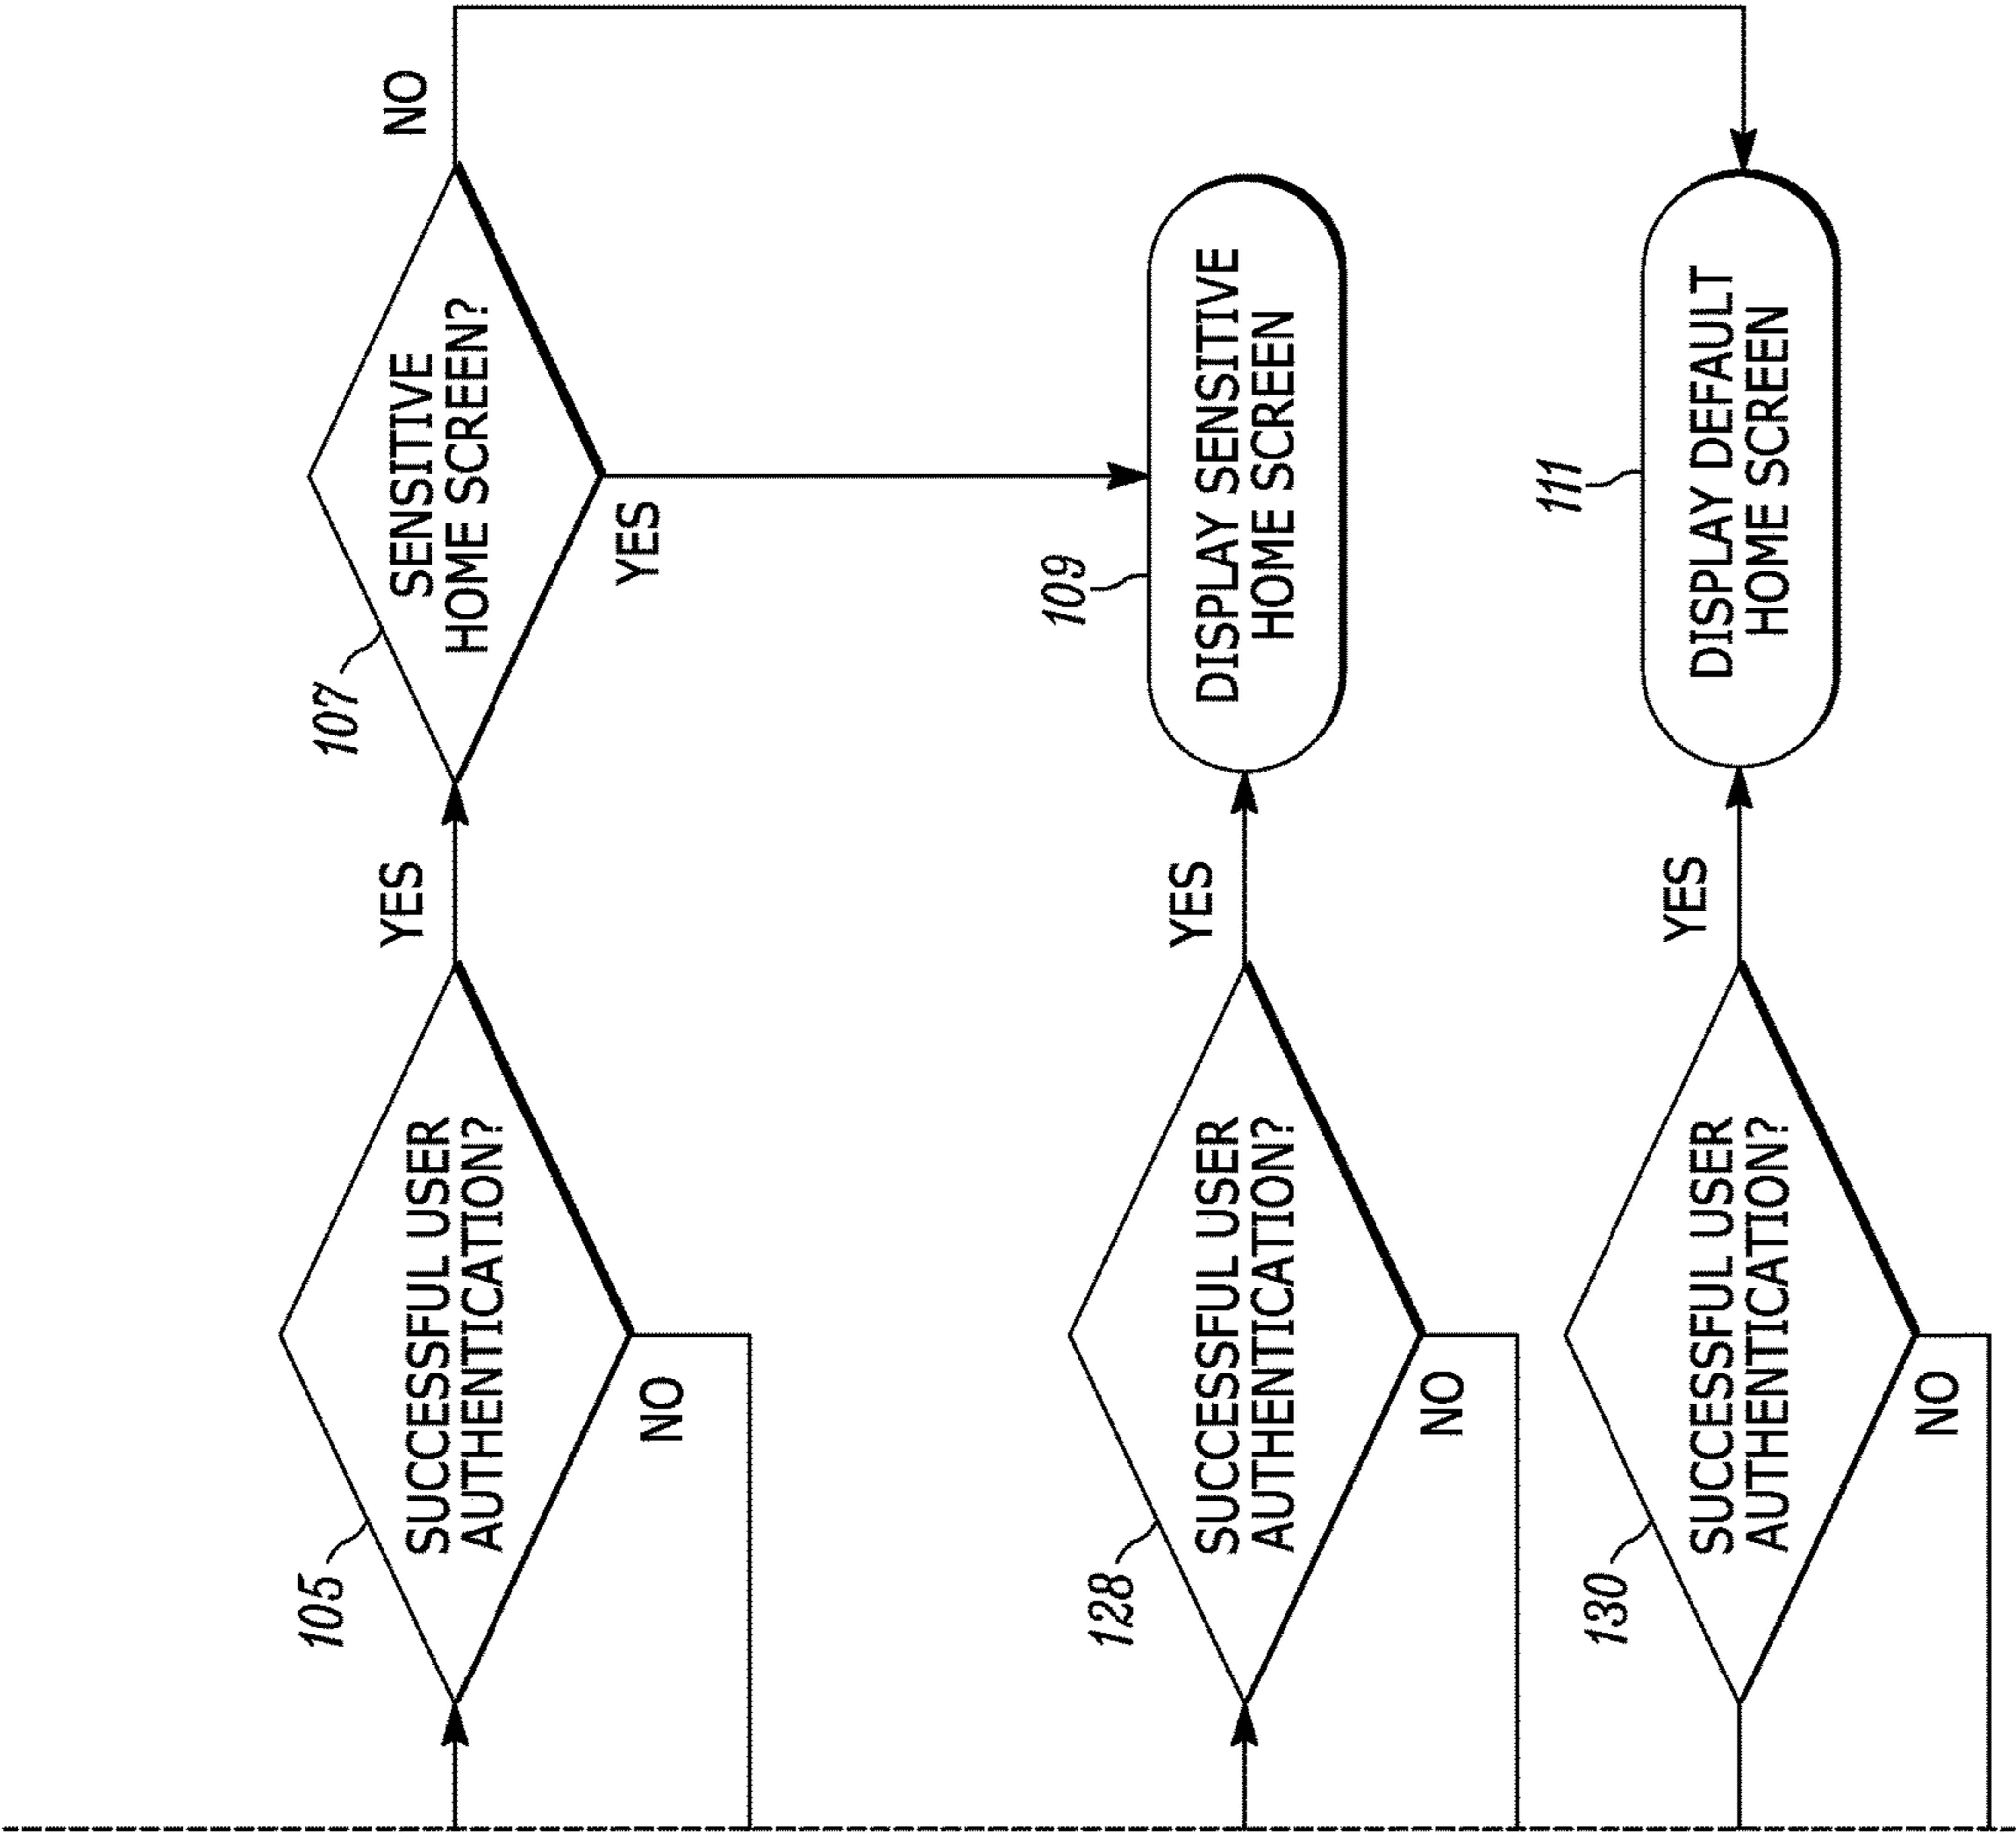 105
SUCCESSFUL USER
AUTHENTICATION?
YES
NO
107
SENSITIVE
HOME SCREEN?
NO
YES
128
SUCCESSFUL USER
AUTHENTICATION?
YES
NO
109
DISPLAY SENSITIVE
HOME SCREEN
130
SUCCESSFUL USER
AUTHENTICATION?
YES
NO
111
DISPLAY DEFAULT
HOME SCREEN